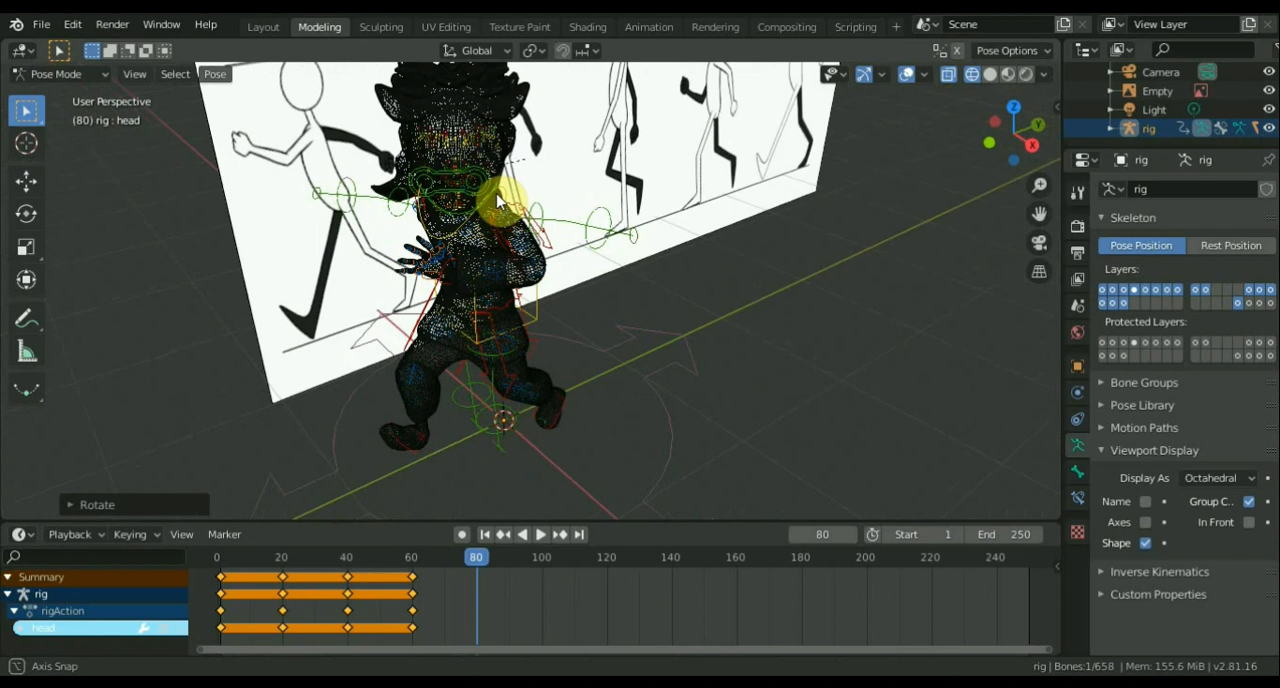 File Edit Render Window Help Layout Modeling Sculpting UV Editing Texture Paint Shading Animation Rendering Compositing Scripting + Scene View Layer
Global Pose Options
Pose Mode View Select Pose
User Perspective
(80) rig : head
Z
Y
X
Camera
Empty
Light
rig
rig rig
rig
Skeleton
Pose Position Rest Position
Layers:
Protected Layers:
Bone Groups
Pose Library
Motion Paths
Viewport Display
Display As Octahedral
Name Group C..
Axes In Front
Shape
Inverse Kinematics
Custom Properties
Rotate
Playback Keying View Marker 80 Start 1 End 250
0 20 40 60 80 100 120 140 160 180 200 220 240
Summary
rig
rigAction
head
Axis Snap rig | Bones:1/658 | Mem: 155.6 MiB | v2.81.16